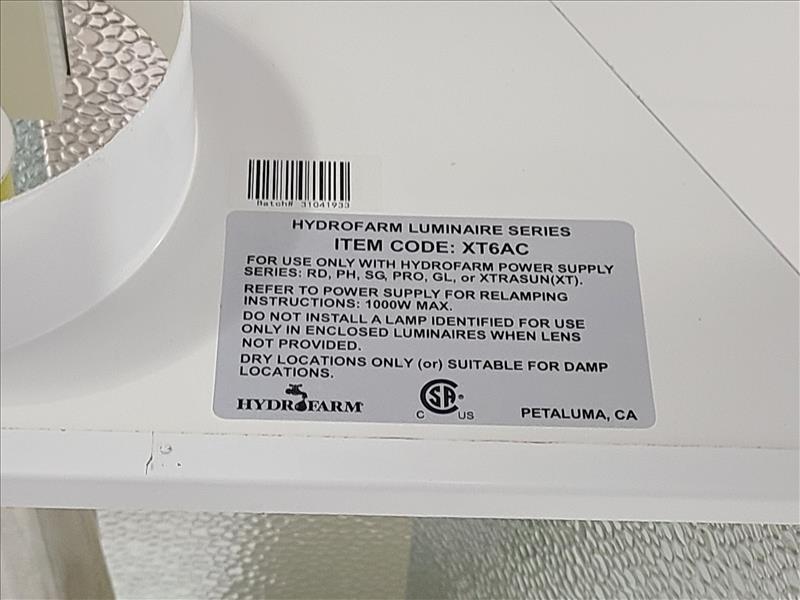 Batch# 31041933
HYDROFARM LUMINAIRE SERIES
ITEM CODE: XT6AC
FOR USE ONLY WITH HYDROFARM POWER SUPPLY
SERIES: RD, PH, SG, PRO, GL, or XTRASUN(XT).
REFER TO POWER SUPPLY FOR RELAMPING
INSTRUCTIONS: 1000W MAX.
DO NOT INSTALL A LAMP IDENTIFIED FOR USE
ONLY IN ENCLOSED LUMINAIRES WHEN LENS
NOT PROVIDED.
DRY LOCATIONS ONLY (or) SUITABLE FOR DAMP
LOCATIONS.
HYDROFARM
C SA ® C US
PETALUMA, CA